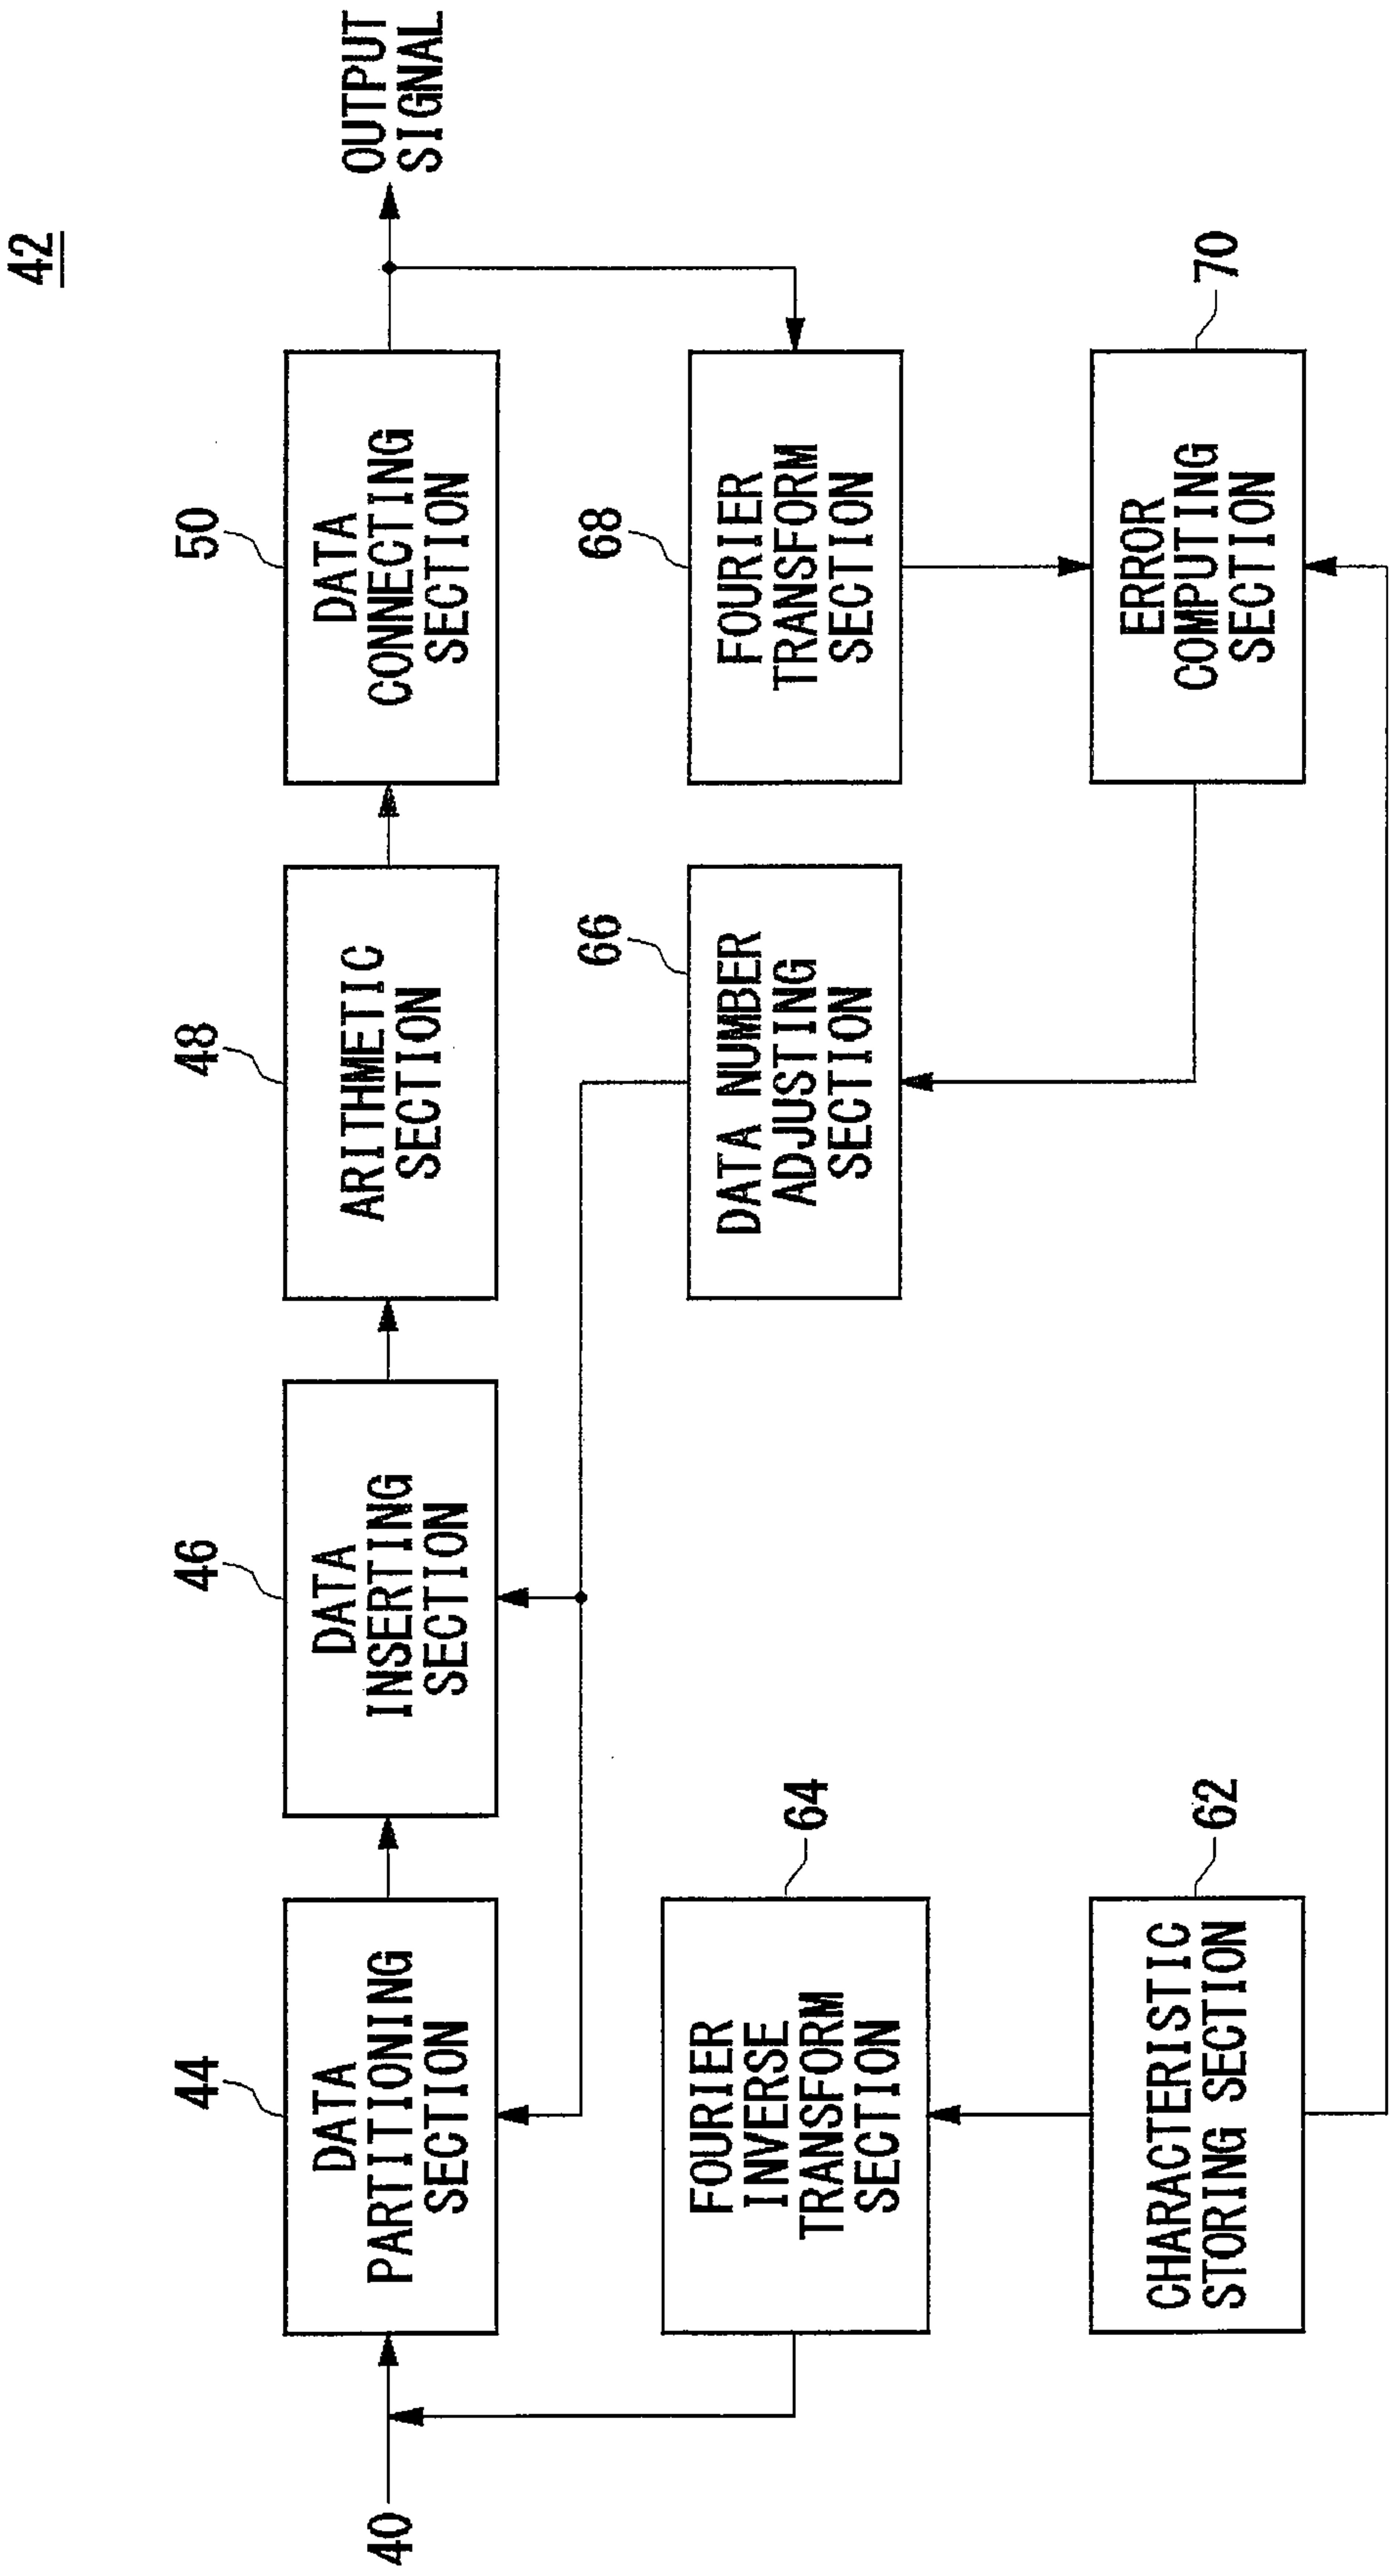 42
40
44
DATA
PARTITIONING
SECTION
46
DATA
INSERTING
SECTION
48
ARITHMETIC
SECTION
50
DATA
CONNECTING
SECTION
OUTPUT
SIGNAL
64
FOURIER
INVERSE
TRANSFORM
SECTION
66
DATA NUMBER
ADJUSTING
SECTION
68
FOURIER
TRANSFORM
SECTION
62
CHARACTERISTIC
STORING SECTION
70
ERROR
COMPUTING
SECTION